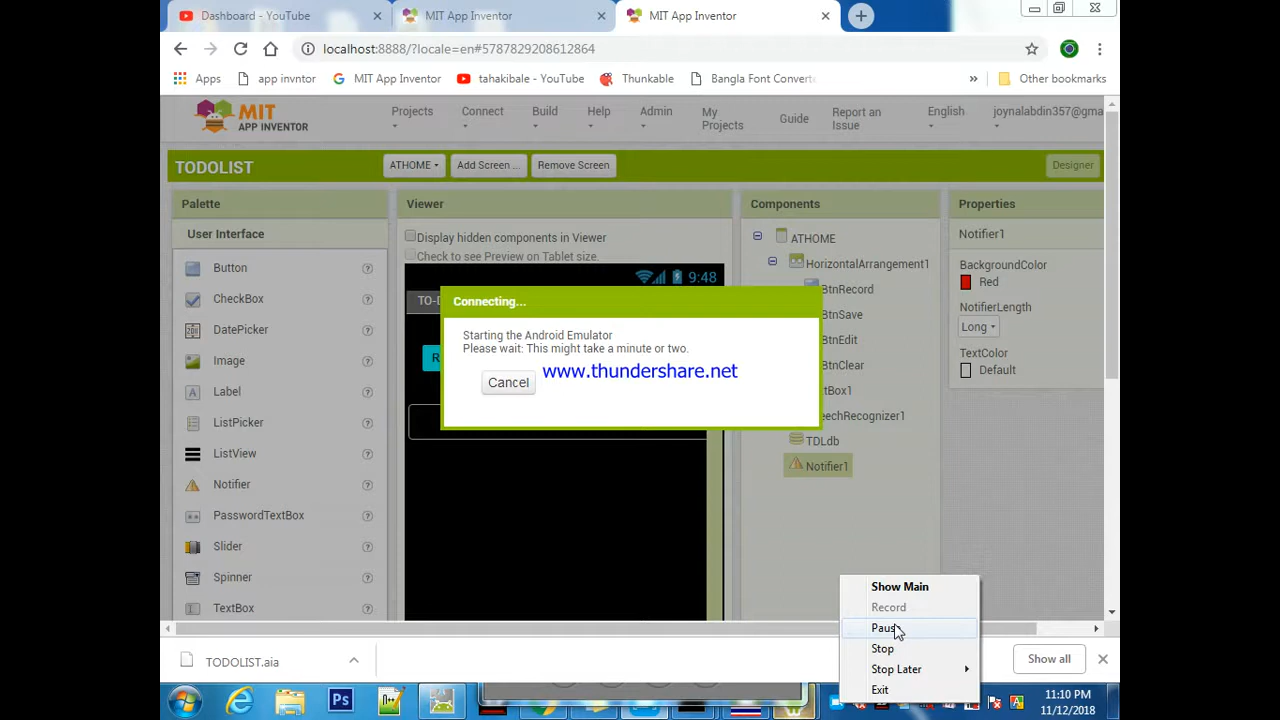 Dashboard - YouTube
MIT App Inventor
MIT App Inventor
localhost:8888/?locale=en#5787829208612864
Apps
app invntor
MIT App Inventor
tahakibale - YouTube
Thunkable
Bangla Font Converte
»
Other bookmarks
MIT
APP INVENTOR
Projects
Connect
Build
Help
Admin
My Projects
Guide
Report an Issue
English
joynalabdin357@gma
TODOLIST
ATHOME
Add Screen ...
Remove Screen
Designer
Palette
Viewer
Components
Properties
User Interface
Button
CheckBox
DatePicker
Image
Label
ListPicker
ListView
Notifier
PasswordTextBox
Slider
Spinner
TextBox
Display hidden components in Viewer
Check to see Preview on Tablet size.
9:48
TO-D
R
Connecting...
Starting the Android Emulator
Please wait: This might take a minute or two.
www.thundershare.net
Cancel
ATHOME
HorizontalArrangement1
BtnRecord
BtnSave
BtnEdit
BtnClear
Box1
eechRecognizer1
TDLdb
Notifier1
Notifier1
BackgroundColor
Red
NotifierLength
Long
TextColor
Default
Show Main
Record
Paus
Stop
Stop Later
Exit
TODOLIST.aia
Show all
Ps
11:10 PM
11/12/2018